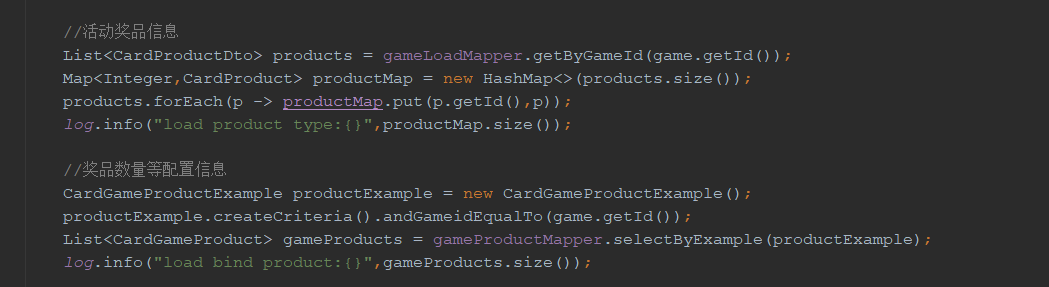 //活动奖品信息
List<CardProductDto> products = gameLoadMapper.getByGameId(game.getId());
Map<Integer,CardProduct> productMap = new HashMap<>(products.size());
products.forEach(p -> productMap.put(p.getId(),p));
log.info("load product type:{}",productMap.size());
//奖品数量等配置信息
CardGameProductExample productExample = new CardGameProductExample();
productExample.createCriteria().andGameidEqualTo(game.getId());
List<CardGameProduct> gameProducts = gameProductMapper.selectByExample(productExample);
log.info("load bind product:{}",gameProducts.size());